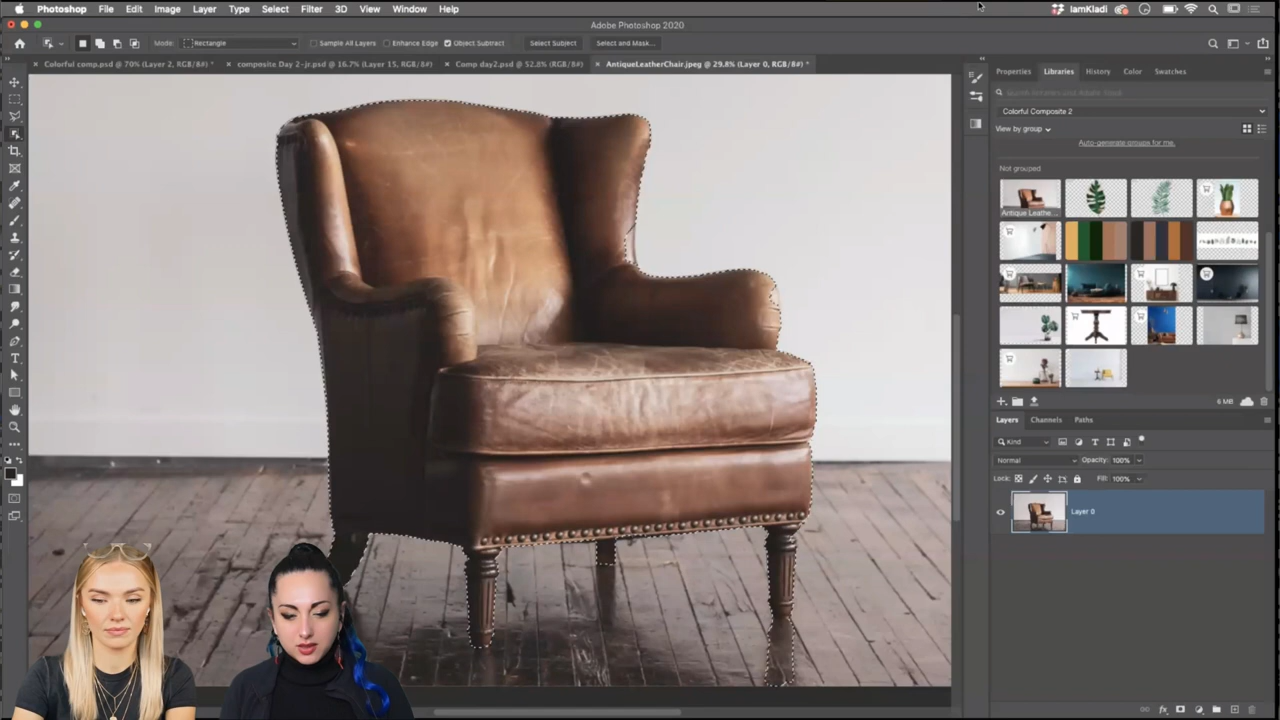 Photoshop File Edit Image Layer Type Select Filter 3D View Window Help IamKladi
Adobe Photoshop 2020
Mode: Rectangle Sample All Layers Enhance Edge Object Subtract Select Subject Select and Mask...
Colorful comp.psd @ 70% (Layer 2, RGB/8#) * composite Day 2-jr.psd @ 16.7% (Layer 15, RGB/8#) Comp day2.psd @ 52.8% (RGB/8#) AntiqueLeatherChair.jpeg @ 29.8% (Layer 0, RGB/8#) *
Properties Libraries History Color Swatches
Colorful Composite 2
View by group
Auto-generate groups for me.
Not grouped
Antique Leathe...
6 MB
Layers Channels Paths
Kind
Normal Opacity: 100%
Lock: Fill: 100%
Layer 0